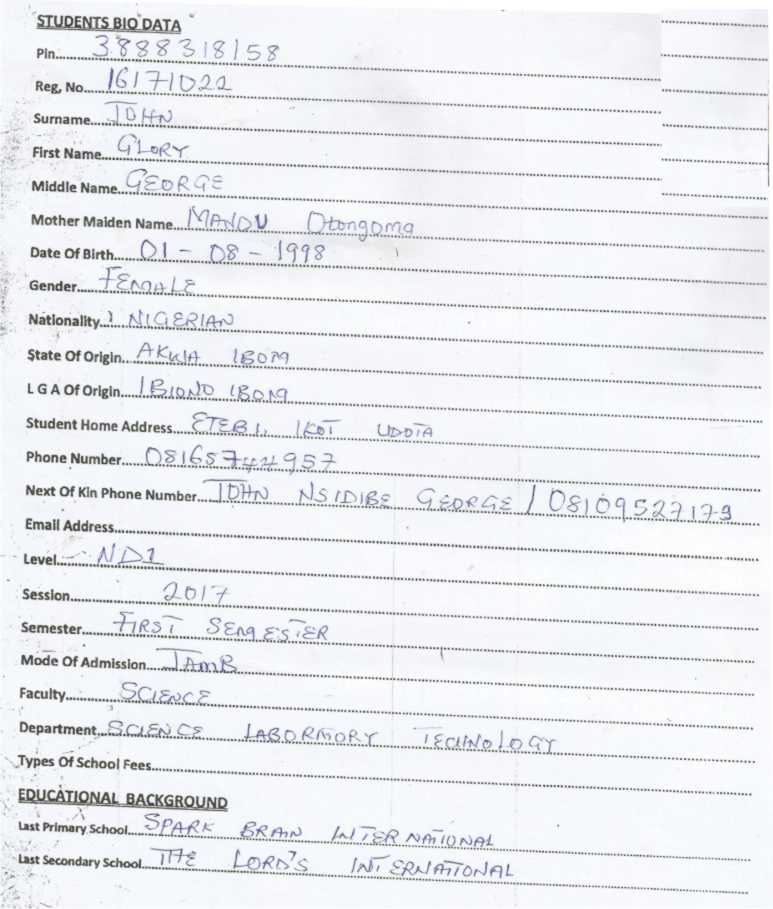 STUDENTS BIO DATA
Pin 3888318158
Reg, No 16171022
Surname JOHN
First Name GLORY
Middle Name GEORGE
Mother Maiden Name MANDU Otongoma
Date Of Birth 01 - 08 - 1998
Gender FEMALE
Nationality NIGERIAN
State Of Origin AKWA IBOM
L G A Of Origin IBIONO IBOM
Student Home Address ETEBI, IKOT UDOTA
Phone Number 08165744957
Next Of Kin Phone Number JOHN NSIDIBE GEORGE / 08109527179
Email Address
Level ND1
Session 2017
Semester FIRST SEMESTER
Mode Of Admission JAMB
Faculty SCIENCE
Department SCIENCE LABORATORY TECHNOLOGY
Types Of School Fees
EDUCATIONAL BACKGROUND
Last Primary School SPARK BRAIN INTERNATIONAL
Last Secondary School THE LORD'S INTERNATIONAL